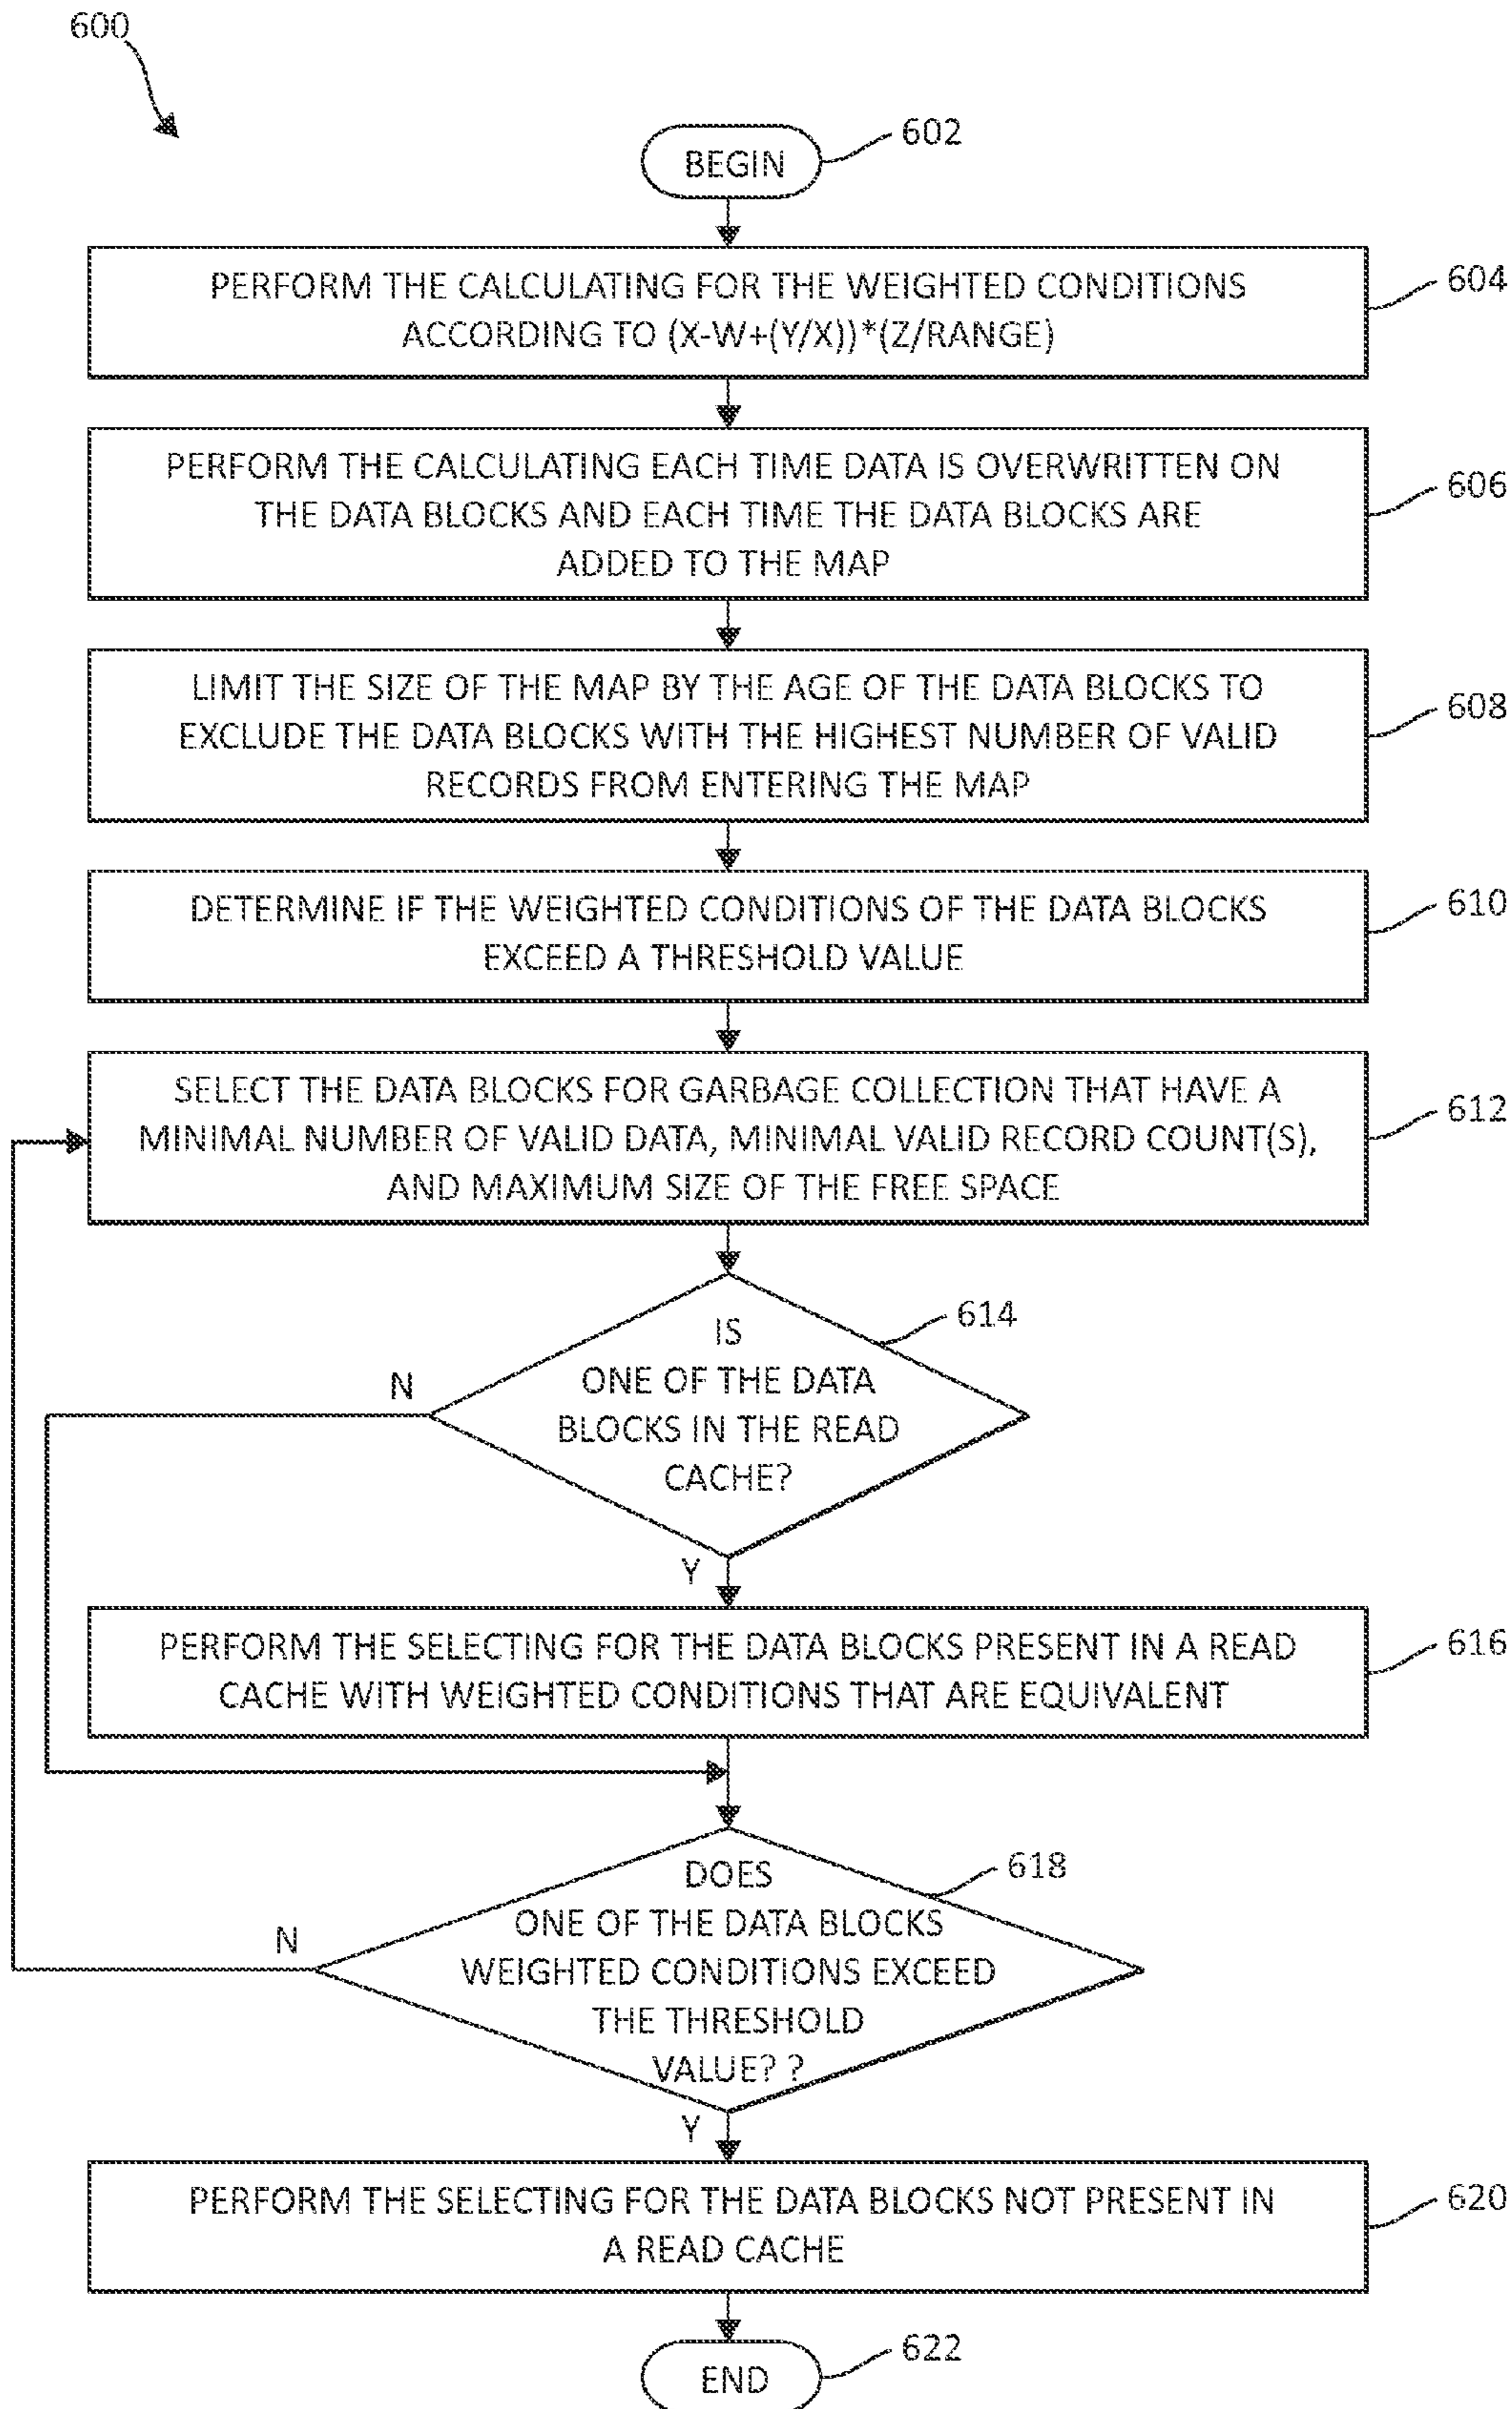 600
BEGIN
602
PERFORM THE CALCULATING FOR THE WEIGHTED CONDITIONS
ACCORDING TO (X-W+(Y/X))*(Z/RANGE)
604
PERFORM THE CALCULATING EACH TIME DATA IS OVERWRITTEN ON
THE DATA BLOCKS AND EACH TIME THE DATA BLOCKS ARE
ADDED TO THE MAP
606
LIMIT THE SIZE OF THE MAP BY THE AGE OF THE DATA BLOCKS TO
EXCLUDE THE DATA BLOCKS WITH THE HIGHEST NUMBER OF VALID
RECORDS FROM ENTERING THE MAP
608
DETERMINE IF THE WEIGHTED CONDITIONS OF THE DATA BLOCKS
EXCEED A THRESHOLD VALUE
610
SELECT THE DATA BLOCKS FOR GARBAGE COLLECTION THAT HAVE A
MINIMAL NUMBER OF VALID DATA, MINIMAL VALID RECORD COUNT(S),
AND MAXIMUM SIZE OF THE FREE SPACE
612
IS
ONE OF THE DATA
BLOCKS IN THE READ
CACHE?
614
N
Y
PERFORM THE SELECTING FOR THE DATA BLOCKS PRESENT IN A READ
CACHE WITH WEIGHTED CONDITIONS THAT ARE EQUIVALENT
616
DOES
ONE OF THE DATA BLOCKS
WEIGHTED CONDITIONS EXCEED
THE THRESHOLD
VALUE? ?
618
N
Y
PERFORM THE SELECTING FOR THE DATA BLOCKS NOT PRESENT IN
A READ CACHE
620
END
622